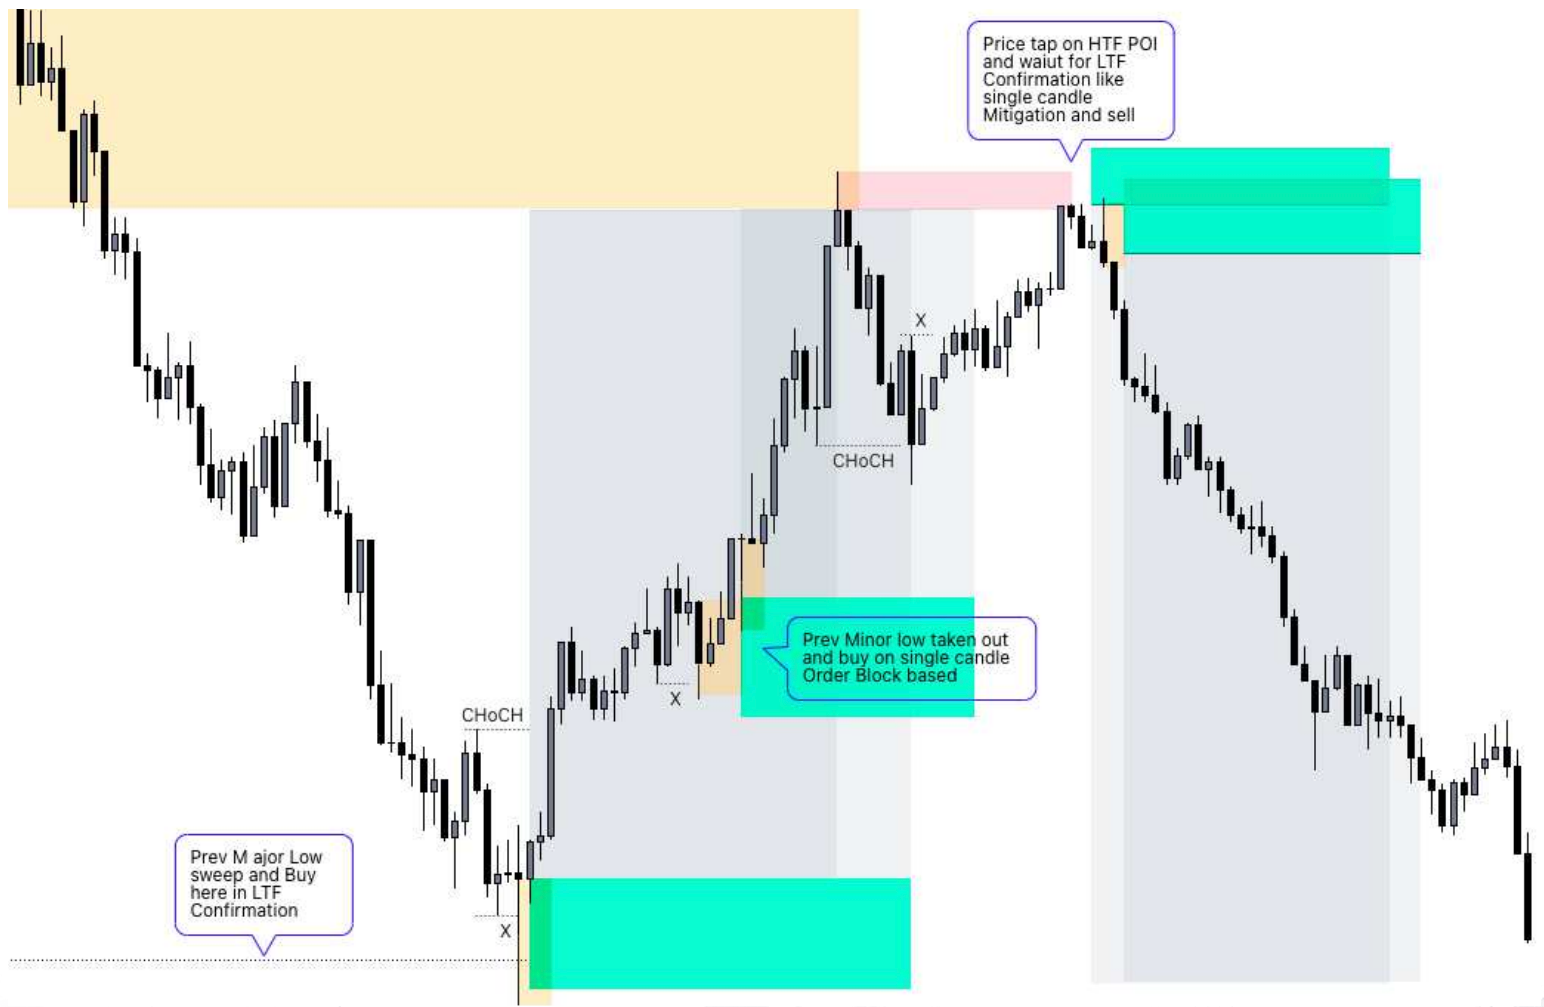 Price tap on HTF POI
and waiut for LTF
Confirmation like
single candle
Mitigation and sell
X
CHoCH
Prev Minor low taken out
and buy on single candle
Order Block based
X
CHoCH
Prev M ajor Low
sweep and Buy
here in LTF
Confirmation
X